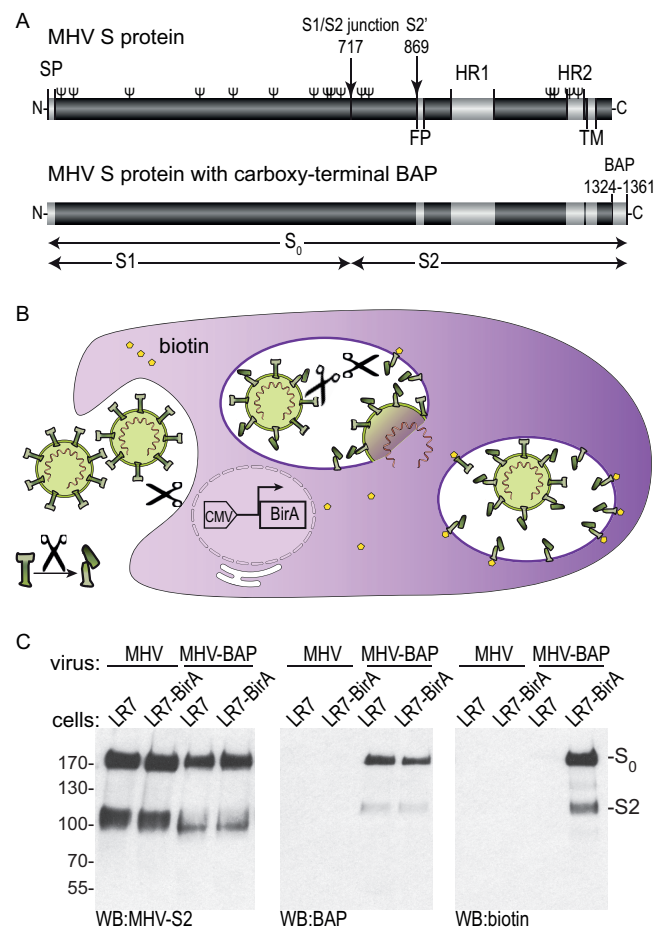 A
MHV S protein
S1/S2 junction
717
S2'
869
SP
HR1
HR2
Ψ Ψ Ψ Ψ Ψ Ψ Ψ Ψ Ψ Ψ Ψ Ψ Ψ Ψ Ψ Ψ Ψ
N-
-C
FP
TM
MHV S protein with carboxy-terminal BAP
BAP
1324-1361
N-
-C
S0
S1
S2
B
biotin
CMV
BirA
C
virus: MHV MHV-BAP MHV MHV-BAP MHV MHV-BAP
cells: LR7 LR7-BirA LR7 LR7-BirA LR7 LR7-BirA LR7 LR7-BirA LR7 LR7-BirA LR7 LR7-BirA
170-
-S0
130-
-S2
100-
70-
55-
WB:MHV-S2 WB:BAP WB:biotin